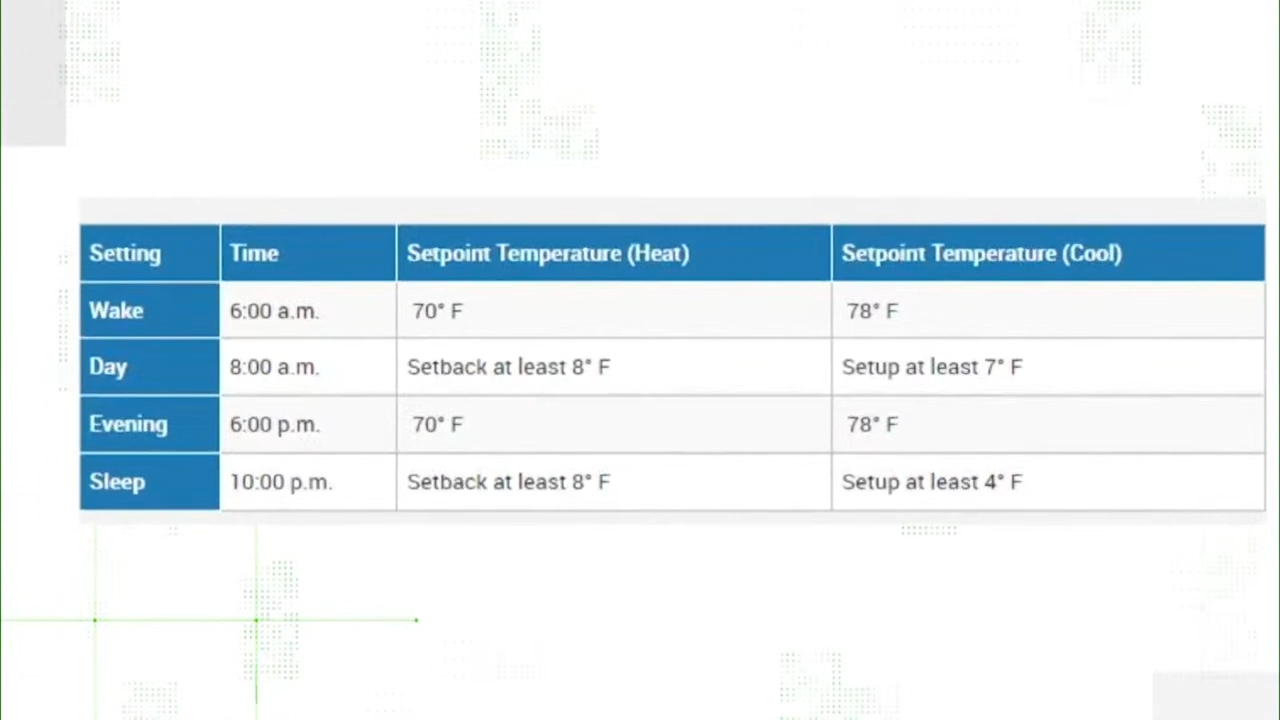 Setting Time Setpoint Temperature (Heat) Setpoint Temperature (Cool)
Wake 6:00 a.m. 70° F 78° F
Day 8:00 a.m. Setback at least 8° F Setup at least 7° F
Evening 6:00 p.m. 70° F 78° F
Sleep 10:00 p.m. Setback at least 8° F Setup at least 4° F